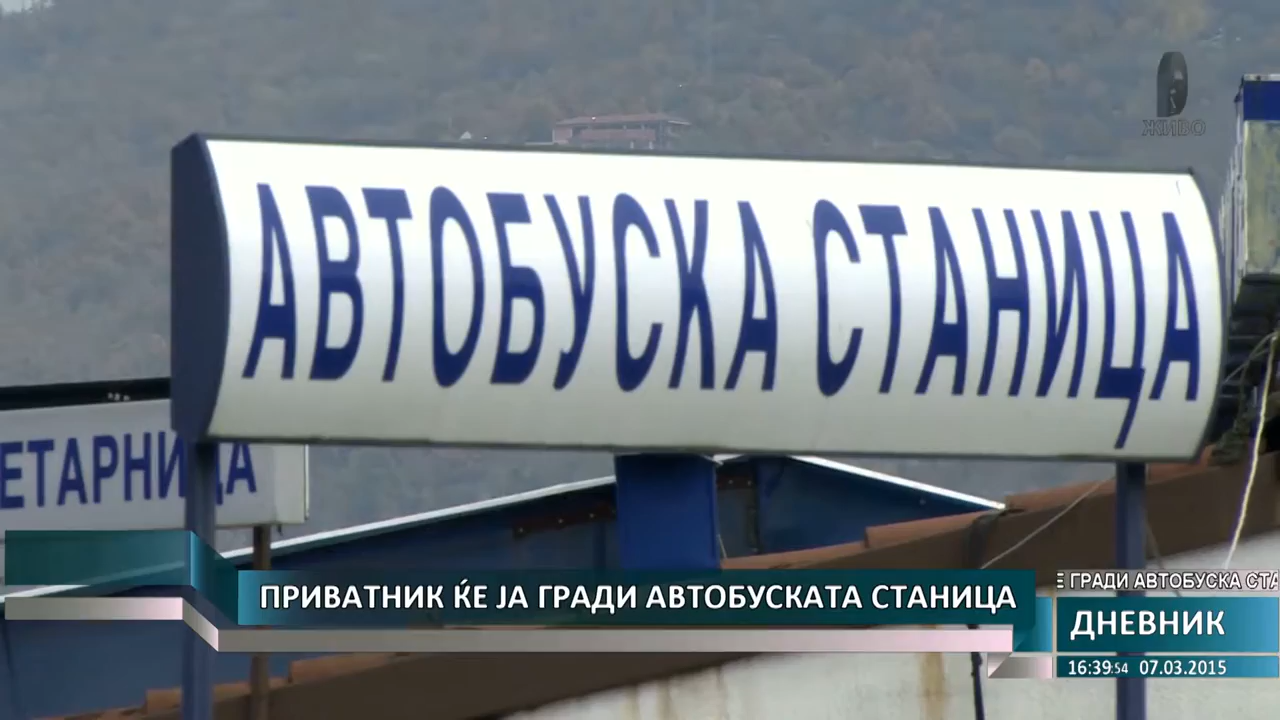 ЖИВО
АВТОБУСКА СТАНИЦА
ЕТАРНИЦА
ПРИВАТНИК ЌЕ ЈА ГРАДИ АВТОБУСКАТА СТАНИЦА
Е ГРАДИ АВТОБУСКА СТА
ДНЕВНИК
16:39:54 07.03.2015